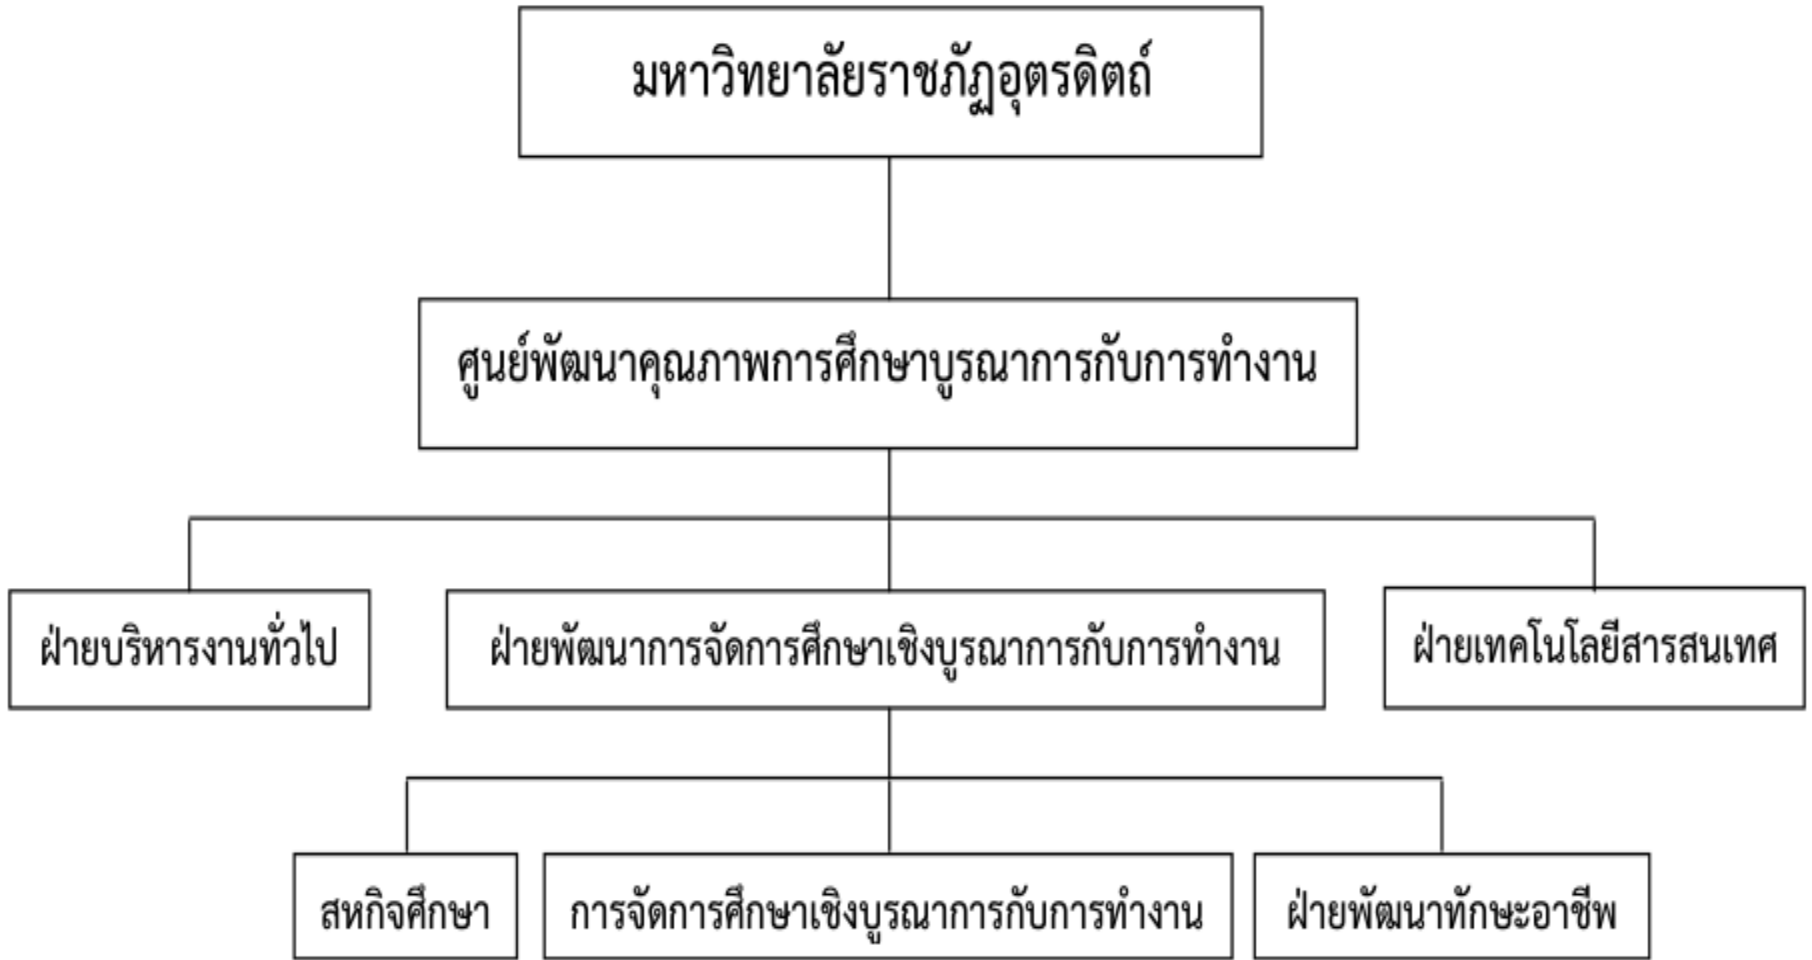 มหาวิทยาลัยราชภัฏอุตรดิตถ์
ศูนย์พัฒนาคุณภาพการศึกษาบูรณาการกับการทำงาน
ฝ่ายบริหารงานทั่วไป
ฝ่ายพัฒนาการจัดการศึกษาเชิงบูรณาการกับการทำงาน
ฝ่ายเทคโนโลยีสารสนเทศ
สหกิจศึกษา
การจัดการศึกษาเชิงบูรณาการกับการทำงาน
ฝ่ายพัฒนาทักษะอาชีพ